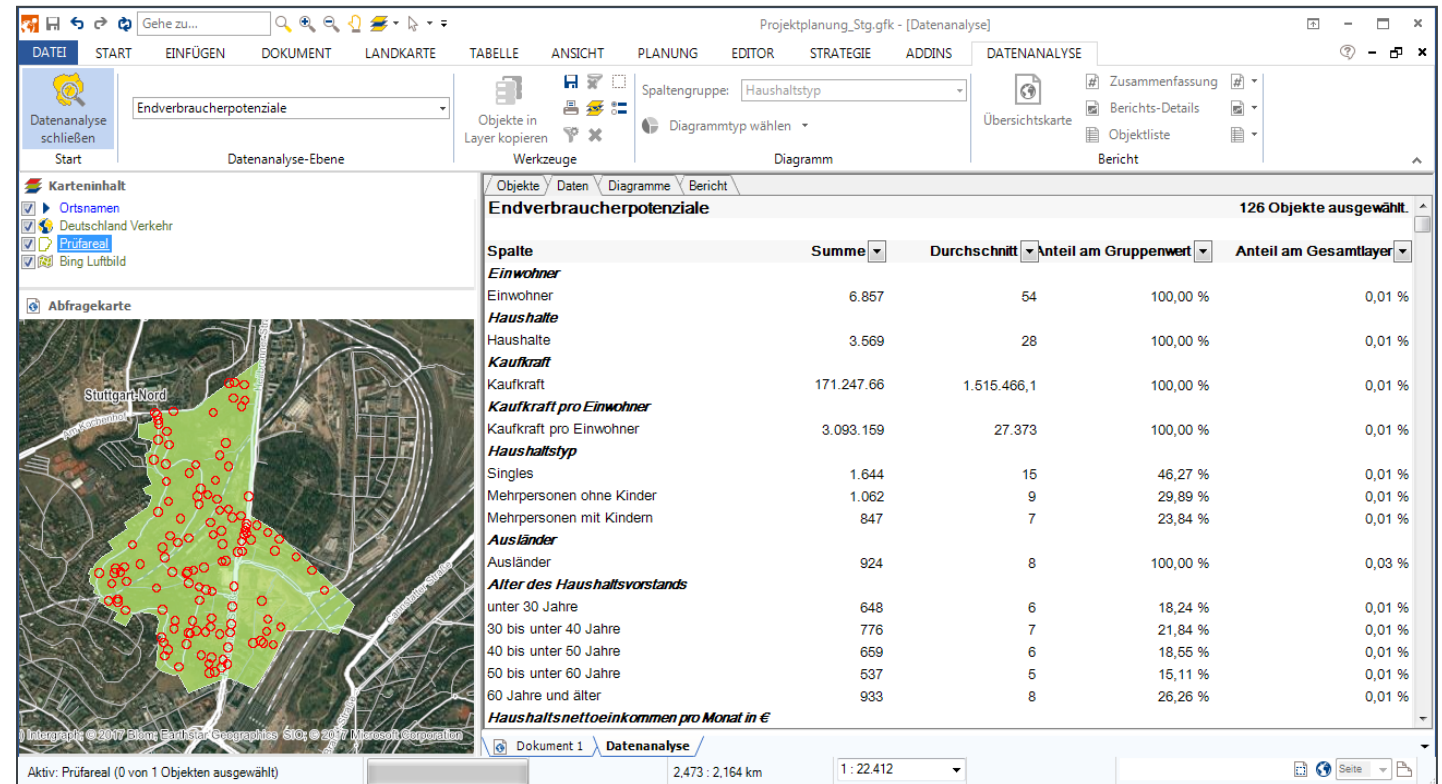 Gehe zu...
Projektplanung_Stg.gfk - [Datenanalyse]
DATEI START EINFÜGEN DOKUMENT LANDKARTE TABELLE ANSICHT PLANUNG EDITOR STRATEGIE ADDINS DATENANALYSE
Datenanalyse schließen
Start
Endverbraucherpotenziale
Datenanalyse-Ebene
Objekte in Layer kopieren
Werkzeuge
Spaltengruppe: Haushaltstyp
Diagrammtyp wählen
Diagramm
Übersichtskarte
Zusammenfassung
Berichts-Details
Objektliste
Bericht
Karteninhalt
Ortsnamen
Deutschland Verkehr
Prüfareal
Bing Luftbild
Abfragekarte
Stuttgart-Nord
Am Kochenhof
Heilbronner Str.
Cannstatter Straße
Intergraph; © 2017 Blom; Earthstar Geographics SIO; © 2017 Microsoft Corporation
Objekte Daten Diagramme Bericht
Endverbraucherpotenziale 126 Objekte ausgewählt.
Spalte Summe Durchschnitt Anteil am Gruppenwert Anteil am Gesamtlayer
Einwohner
Einwohner 6.857 54 100,00 % 0,01 %
Haushalte
Haushalte 3.569 28 100,00 % 0,01 %
Kaufkraft
Kaufkraft 171.247.66 1.515.466,1 100,00 % 0,01 %
Kaufkraft pro Einwohner
Kaufkraft pro Einwohner 3.093.159 27.373 100,00 % 0,01 %
Haushaltstyp
Singles 1.644 15 46,27 % 0,01 %
Mehrpersonen ohne Kinder 1.062 9 29,89 % 0,01 %
Mehrpersonen mit Kindern 847 7 23,84 % 0,01 %
Ausländer
Ausländer 924 8 100,00 % 0,03 %
Alter des Haushaltsvorstands
unter 30 Jahre 648 6 18,24 % 0,01 %
30 bis unter 40 Jahre 776 7 21,84 % 0,01 %
40 bis unter 50 Jahre 659 6 18,55 % 0,01 %
50 bis unter 60 Jahre 537 5 15,11 % 0,01 %
60 Jahre und älter 933 8 26,26 % 0,01 %
Haushaltsnettoeinkommen pro Monat in €
Dokument 1 Datenanalyse
Aktiv: Prüfareal (0 von 1 Objekten ausgewählt) 2,473 : 2,164 km 1 : 22.412 Seite